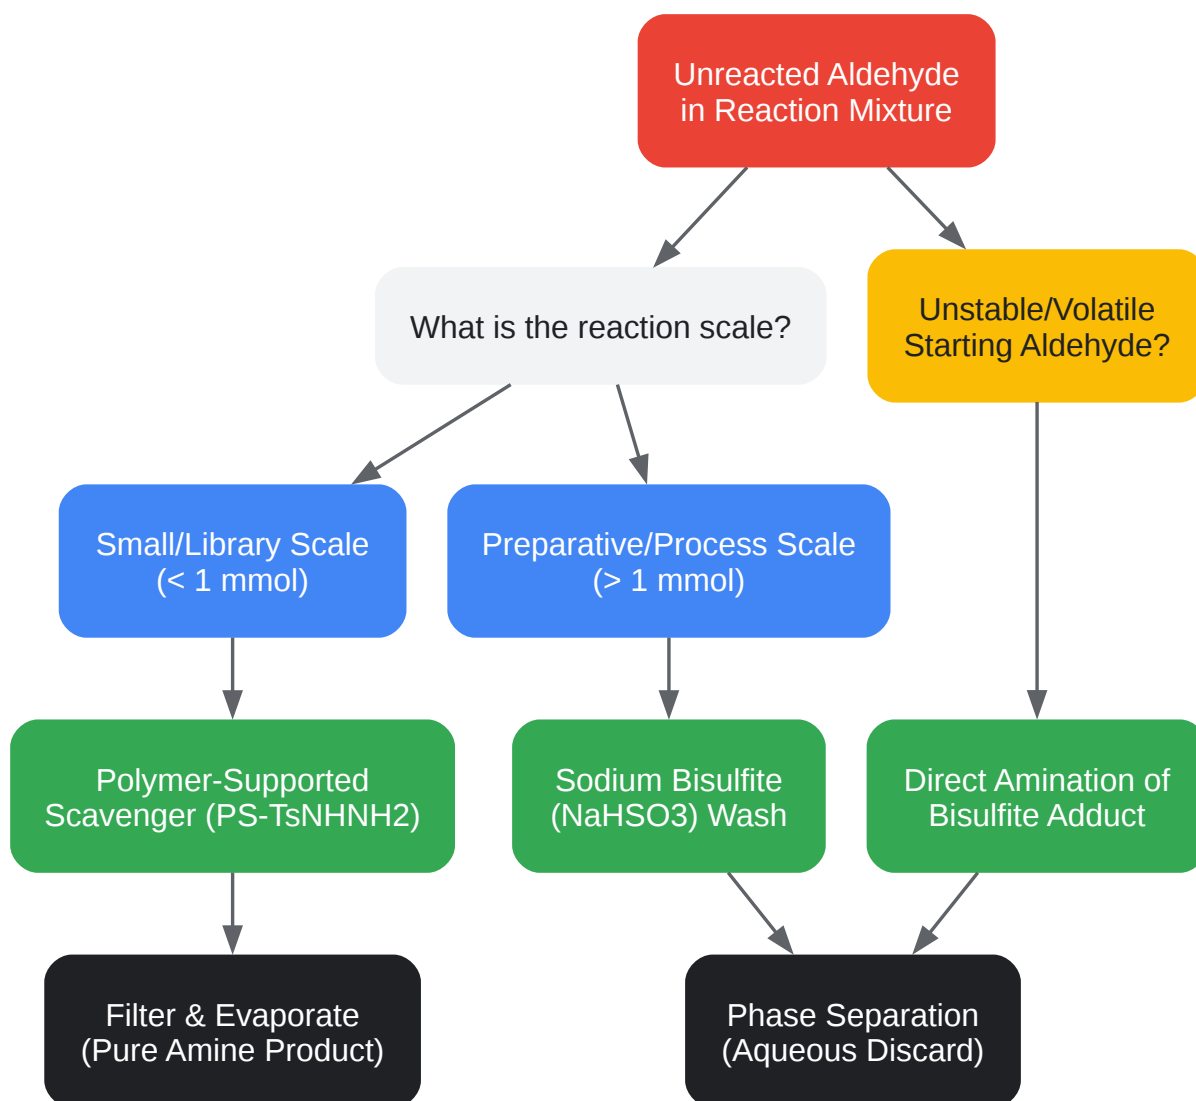 Unreacted Aldehyde
in Reaction Mixture
What is the reaction scale?
Unstable/Volatile
Starting Aldehyde?
Small/Library Scale
(< 1 mmol)
Preparative/Process Scale
(> 1 mmol)
Polymer-Supported
Scavenger (PS-TsNHNH2)
Sodium Bisulfite
(NaHSO3) Wash
Direct Amination of
Bisulfite Adduct
Filter & Evaporate
(Pure Amine Product)
Phase Separation
(Aqueous Discard)